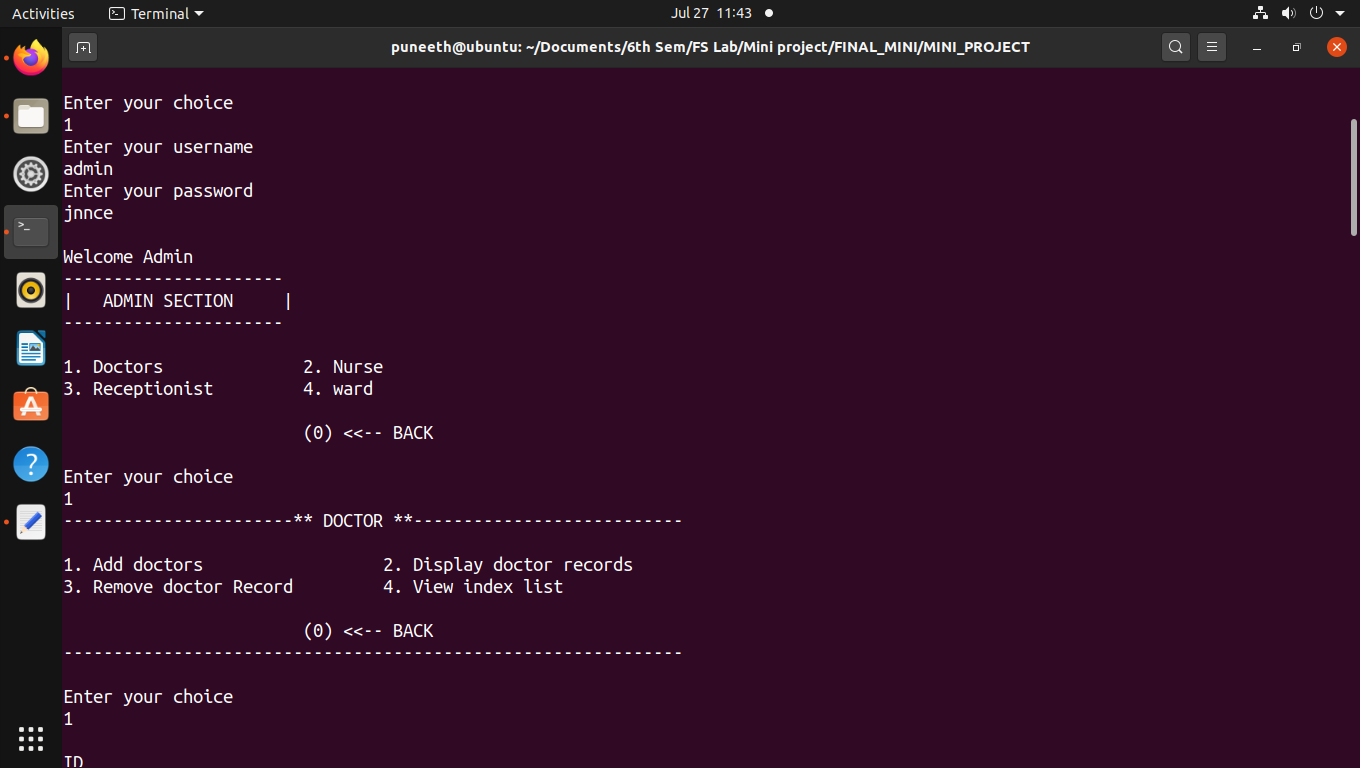 Activities Terminal Jul 27 11:43
puneeth@ubuntu: ~/Documents/6th Sem/FS Lab/Mini project/FINAL_MINI/MINI_PROJECT
Enter your choice
1
Enter your username
admin
Enter your password
jnnce
Welcome Admin
----------------------
|   ADMIN SECTION     |
----------------------
1. Doctors              2. Nurse
3. Receptionist         4. ward
(0) <<-- BACK
Enter your choice
1
-----------------------** DOCTOR **---------------------------
1. Add doctors                  2. Display doctor records
3. Remove doctor Record         4. View index list
(0) <<-- BACK
--------------------------------------------------------------
Enter your choice
1
ID